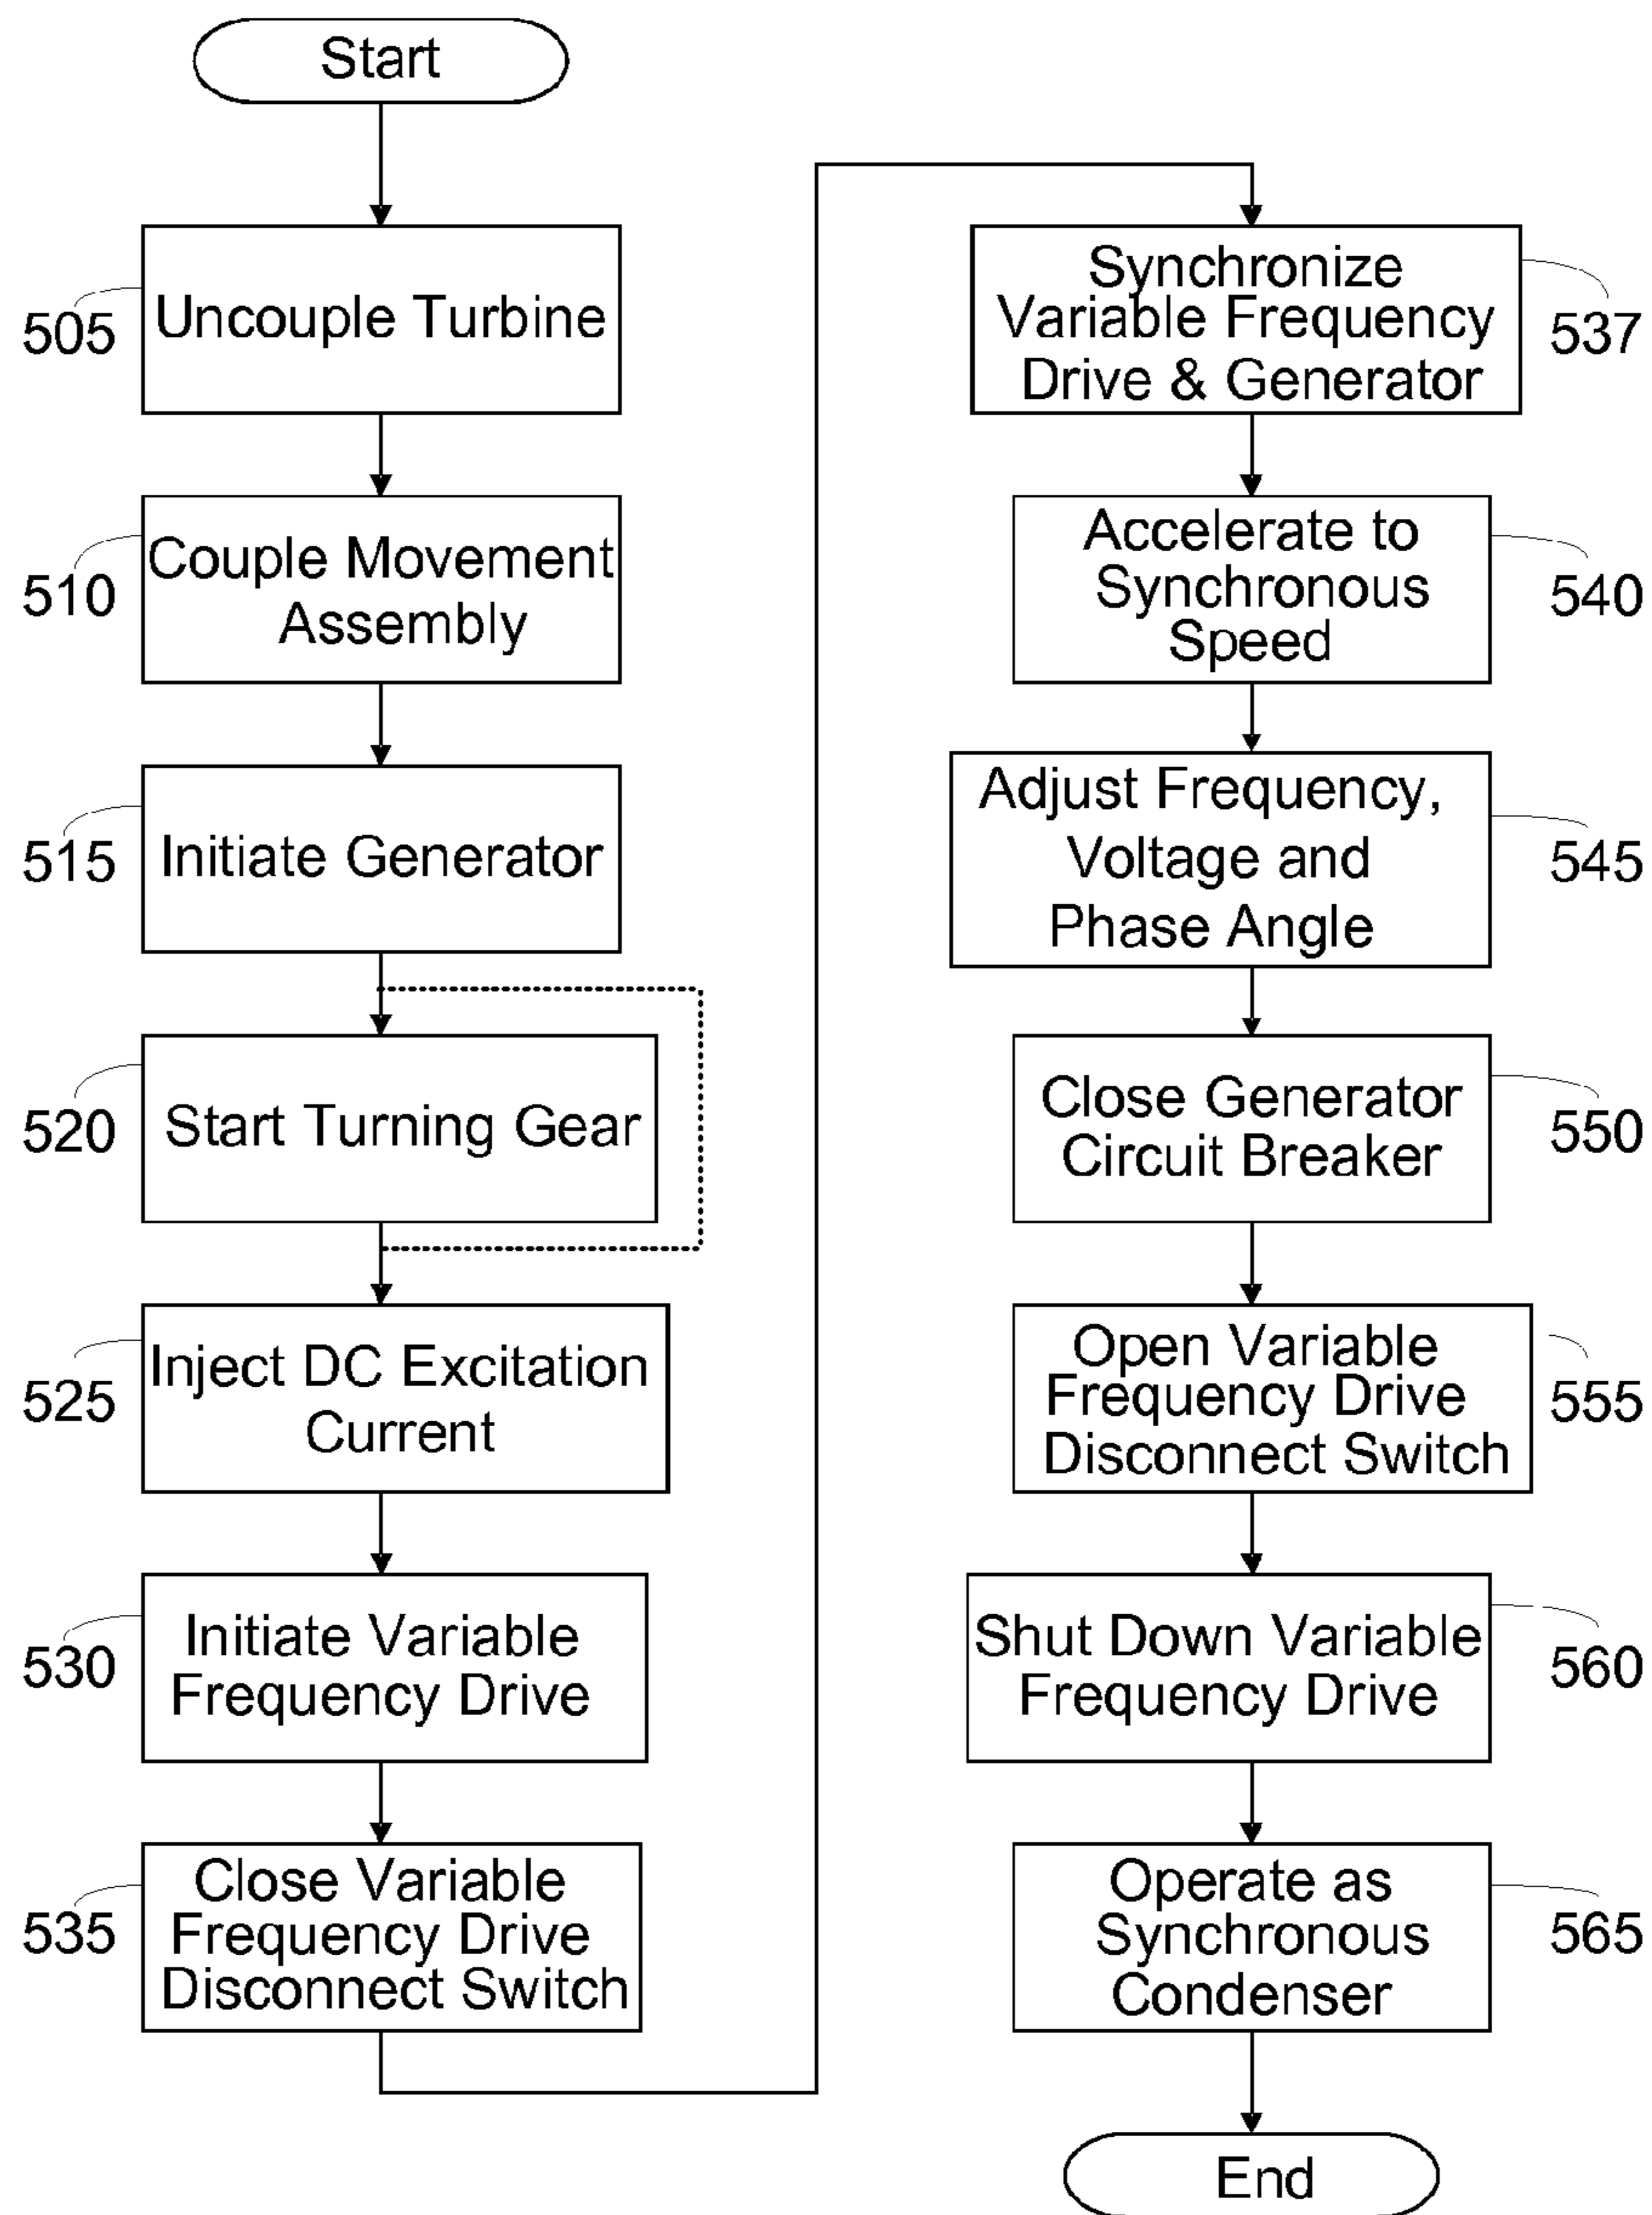 Start
505
Uncouple Turbine
510
Couple Movement
Assembly
515
Initiate Generator
520
Start Turning Gear
525
Inject DC Excitation
Current
530
Initiate Variable
Frequency Drive
535
Close Variable
Frequency Drive
Disconnect Switch
Synchronize
Variable Frequency
Drive & Generator
537
Accelerate to
Synchronous
Speed
540
Adjust Frequency,
Voltage and
Phase Angle
545
Close Generator
Circuit Breaker
550
Open Variable
Frequency Drive
Disconnect Switch
555
Shut Down Variable
Frequency Drive
560
Operate as
Synchronous
Condenser
565
End